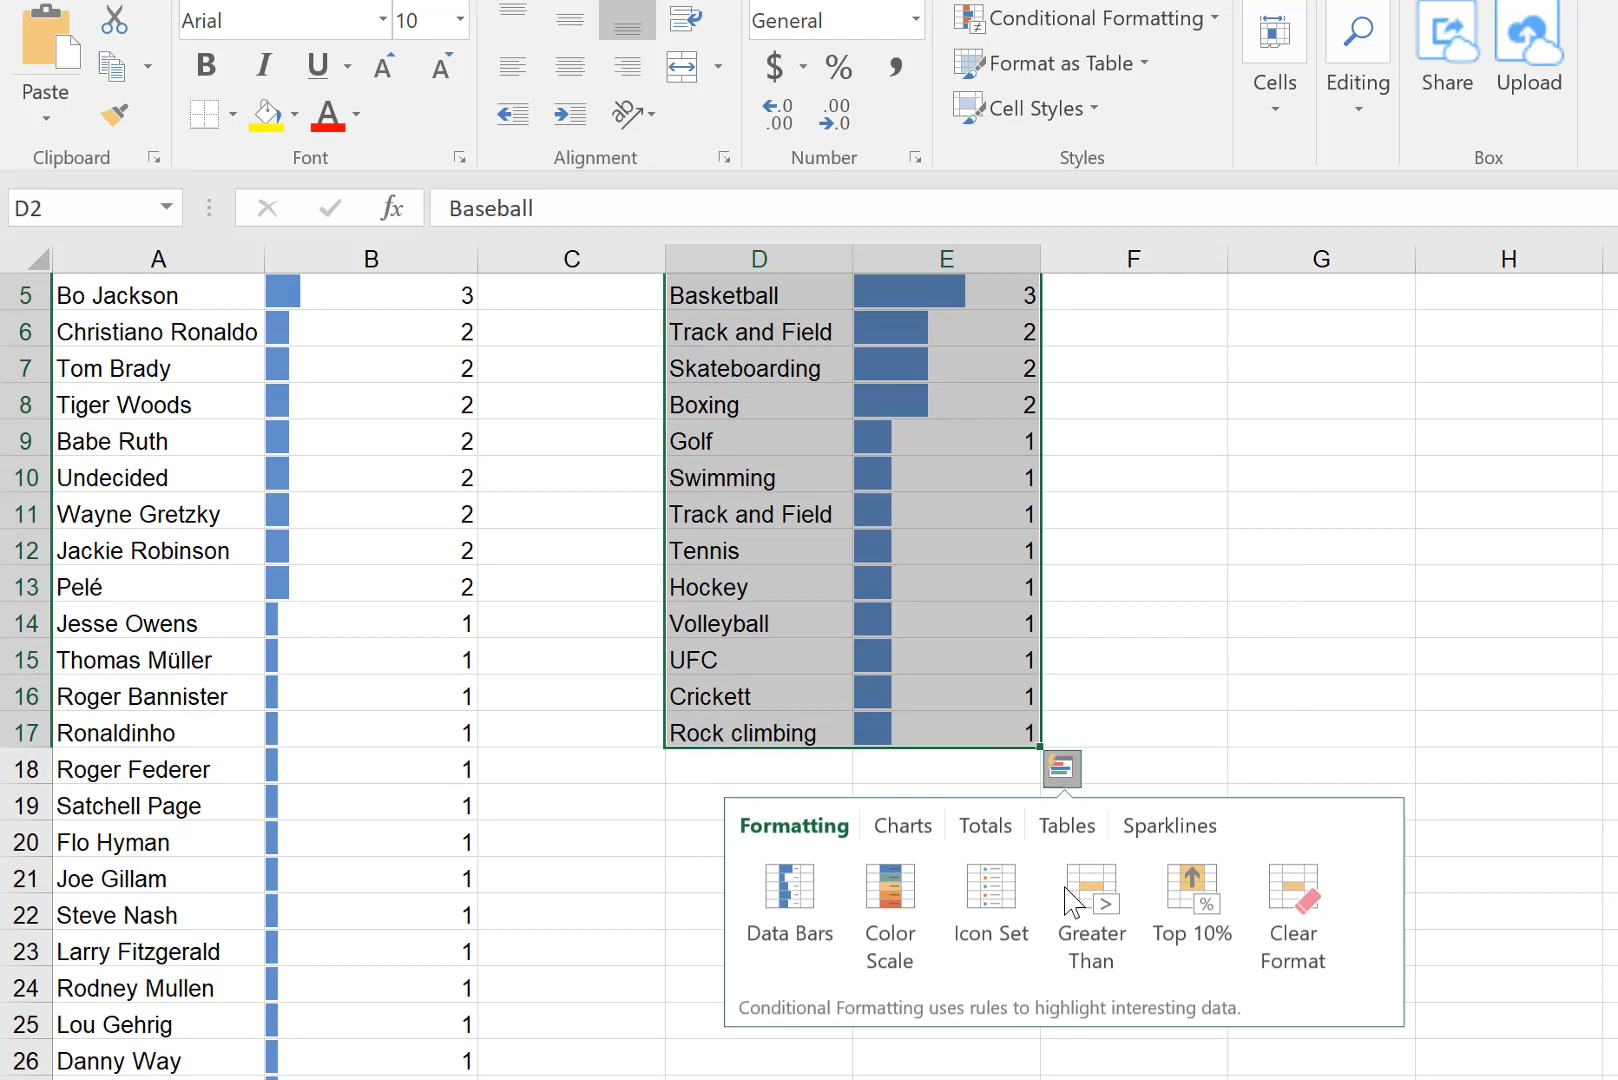 Arial 10 General Conditional Formatting
B I U A A $ % , Format as Table
Paste Cells Editing Share Upload
←.0 .00 Cell Styles
.00 →.0
Clipboard Font Alignment Number Styles Box
D2 fx Baseball
A B C D E F G H
5 Bo Jackson 3 Basketball 3
6 Christiano Ronaldo 2 Track and Field 2
7 Tom Brady 2 Skateboarding 2
8 Tiger Woods 2 Boxing 2
9 Babe Ruth 2 Golf 1
10 Undecided 2 Swimming 1
11 Wayne Gretzky 2 Track and Field 1
12 Jackie Robinson 2 Tennis 1
13 Pelé 2 Hockey 1
14 Jesse Owens 1 Volleyball 1
15 Thomas Müller 1 UFC 1
16 Roger Bannister 1 Crickett 1
17 Ronaldinho 1 Rock climbing 1
18 Roger Federer 1
19 Satchell Page 1
20 Flo Hyman 1
21 Joe Gillam 1
22 Steve Nash 1
23 Larry Fitzgerald 1
24 Rodney Mullen 1
25 Lou Gehrig 1
26 Danny Way 1
Formatting Charts Totals Tables Sparklines
> %
Data Bars Color Icon Set Greater Top 10% Clear
Scale Than Format
Conditional Formatting uses rules to highlight interesting data.